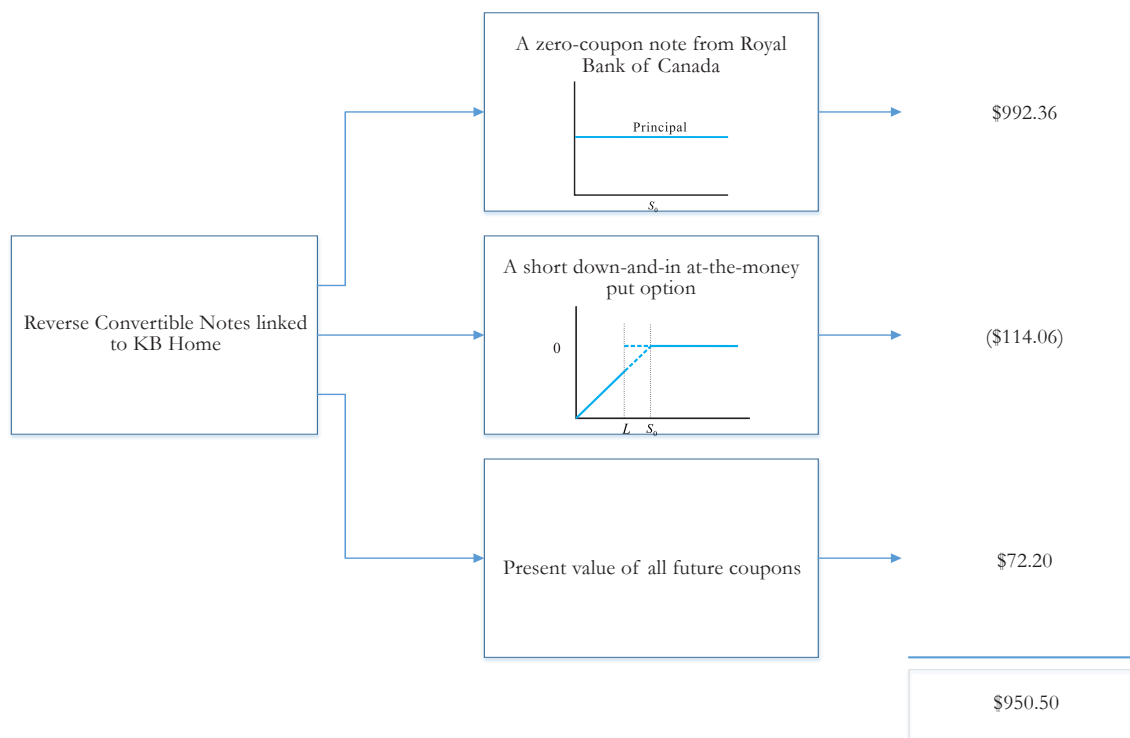 A zero-coupon note from Royal
Bank of Canada
Principal
S₀
$992.36
Reverse Convertible Notes linked
to KB Home
A short down-and-in at-the-money
put option
0
L S₀
($114.06)
Present value of all future coupons
$72.20
$950.50